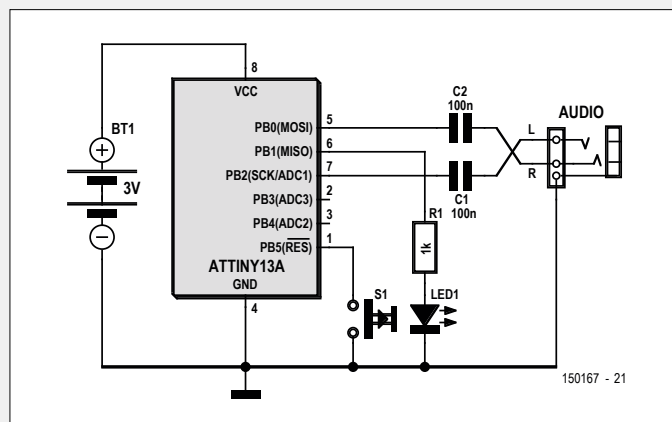 BT1
3V
8
VCC
PB0(MOSI)
5
PB1(MISO)
6
PB2(SCK/ADC1)
7
PB3(ADC3)
2
PB4(ADC2)
3
PB5(RES)
1
ATTINY13A
GND
4
C2
100n
C1
100n
R1
1k
S1
LED1
AUDIO
L
R
150167 - 21